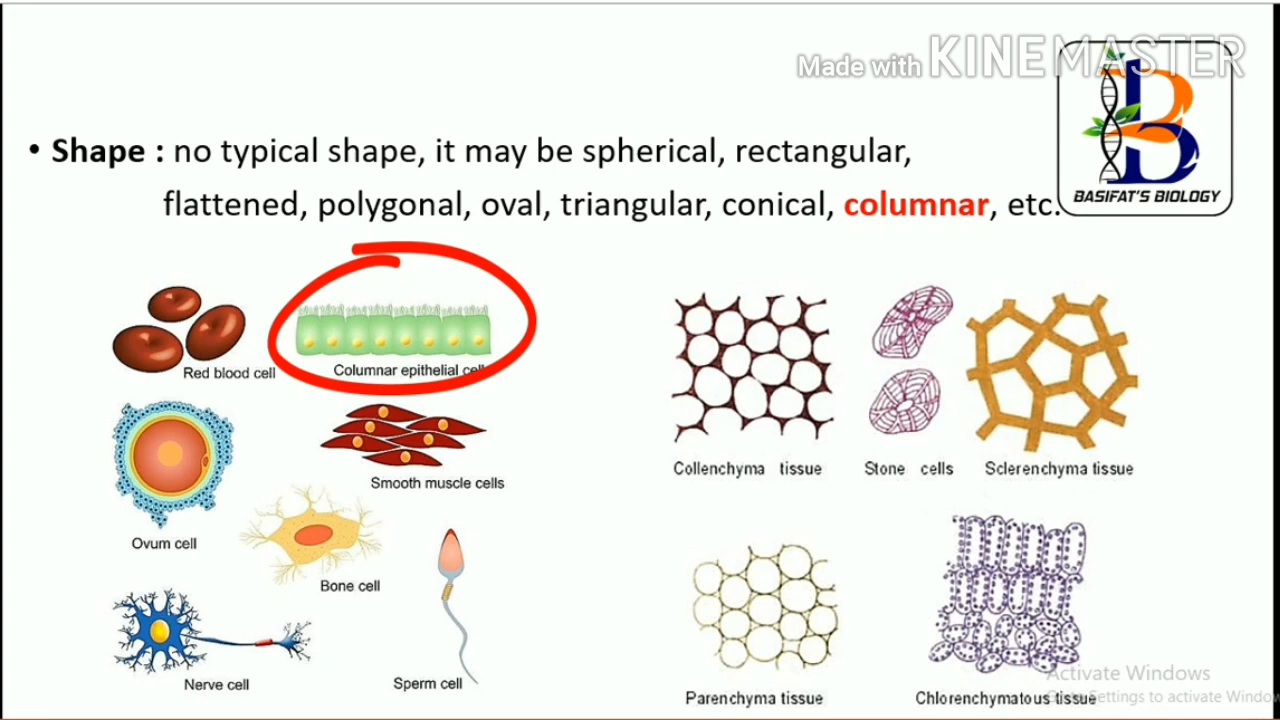 Made with KINEMASTER
• Shape : no typical shape, it may be spherical, rectangular,
flattened, polygonal, oval, triangular, conical, columnar, etc.
BASIFAT'S BIOLOGY
Red blood cell
Columnar epithelial cell
Collenchyma tissue
Stone cells
Sclerenchyma tissue
Smooth muscle cells
Ovum cell
Bone cell
Nerve cell
Sperm cell
Parenchyma tissue
Chlorenchymatous tissue
Activate Windows
Go to Settings to activate Windows